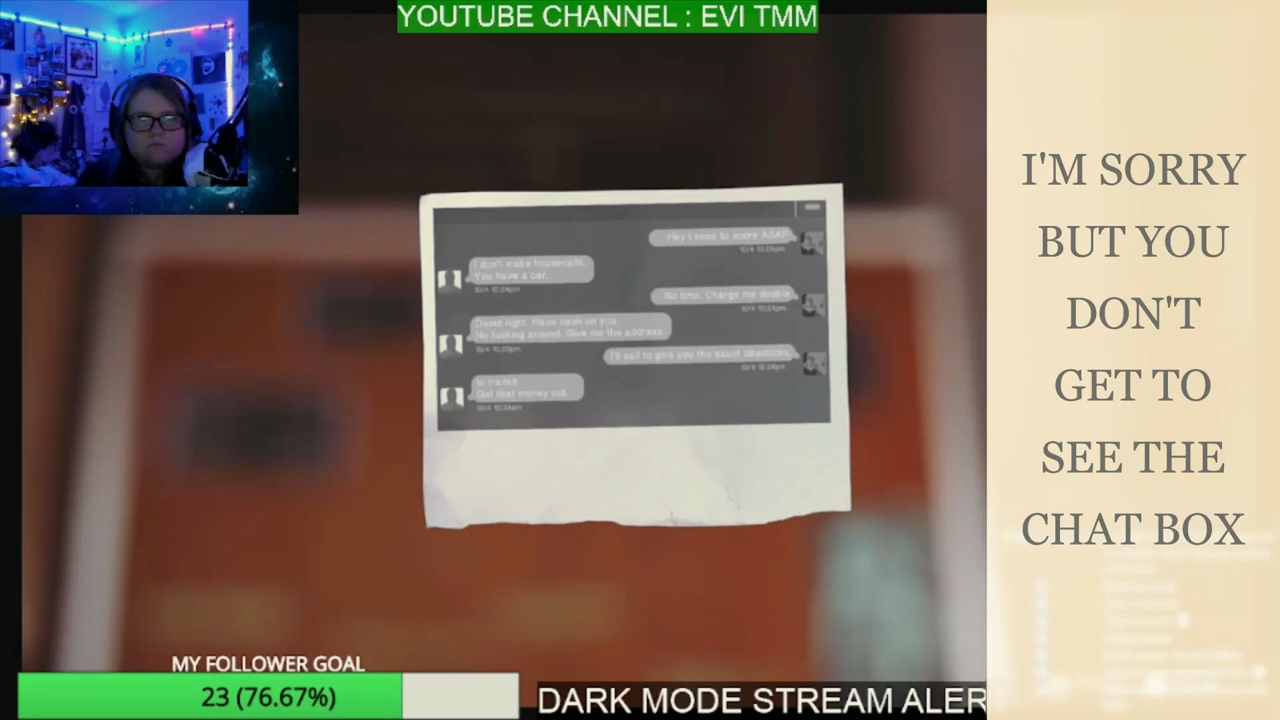 YOUTUBE CHANNEL : EVI TMM
Hey I need to score ASAP
I don't make housecalls.
You have a car.
No time. Charge me double
Damn right. Have cash on you.
No fucking around. Give me the address.
I'll call to give you the exact directions.
In transit
Get that money out.
MY FOLLOWER GOAL
23 (76.67%)
DARK MODE STREAM ALER
I'M SORRY
BUT YOU
DON'T
GET TO
SEE THE
CHAT BOX